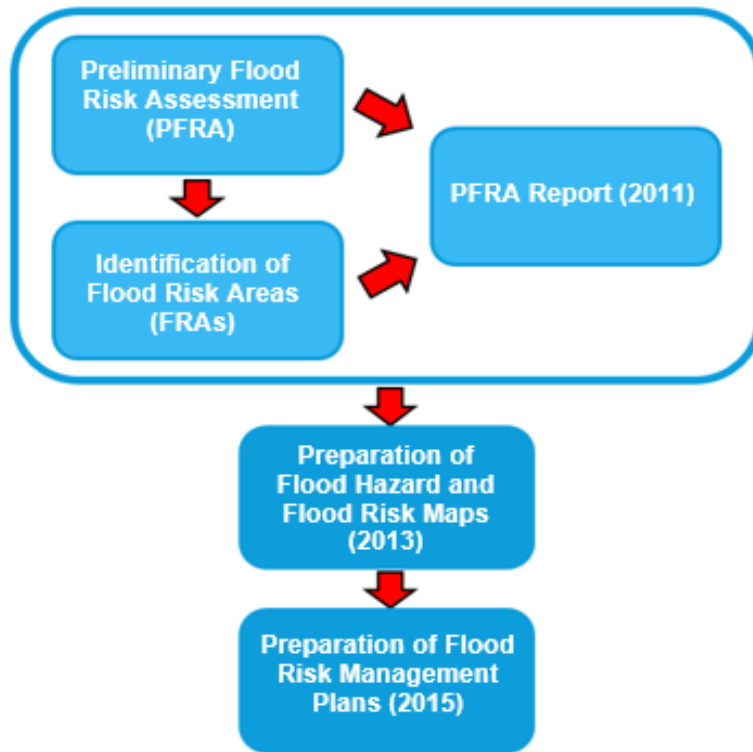 Preliminary Flood
Risk Assessment
(PFRA)
PFRA Report (2011)
Identification of
Flood Risk Areas
(FRAs)
Preparation of
Flood Hazard and
Flood Risk Maps
(2013)
Preparation of Flood
Risk Management
Plans (2015)